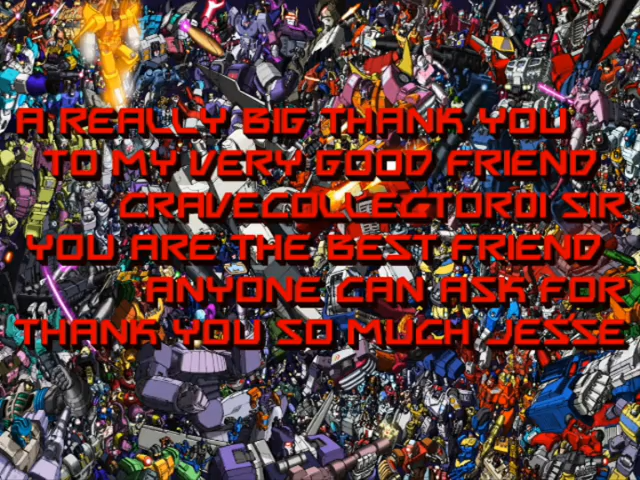 A REALLY BIG THANK YOU
TO MY VERY GOOD FRIEND
CRAVECOLLECTOR01 SIR
YOU ARE THE BEST FRIEND
ANYONE CAN ASK FOR
THANK YOU SO MUCH JESSE